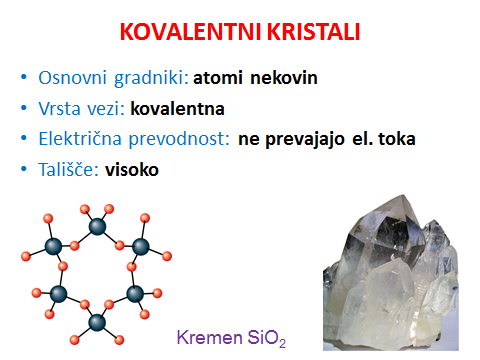 KOVALENTNI KRISTALI
• Osnovni gradniki: atomi nekovin
• Vrsta vezi: kovalentna
• Električna prevodnost: ne prevajajo el. toka
• Tališče: visoko
Kremen SiO₂